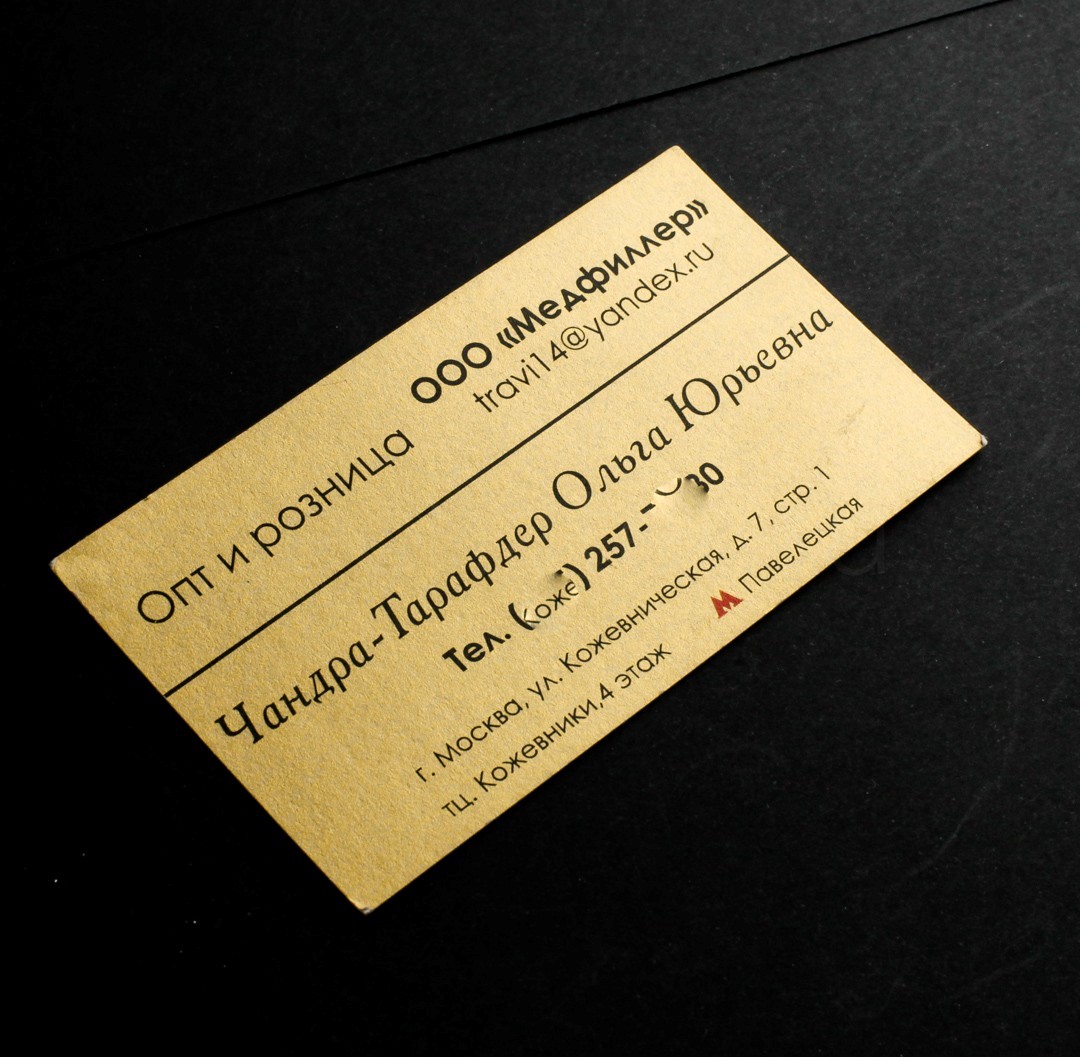 ООО «Медфиллер»
travi14@yandex.ru
Опт и розница
Чандра-Тарафдер Ольга Юрьевна
Тел.
г. Москва, ул. Кожевническая, д. 7, стр. 1
тц. Кожевники,4 этаж
М Павелецкая